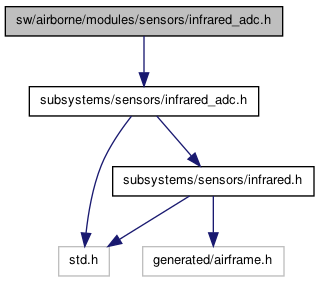 sw/airborne/modules/sensors/infrared_adc.h
subsystems/sensors/infrared_adc.h
subsystems/sensors/infrared.h
std.h
generated/airframe.h